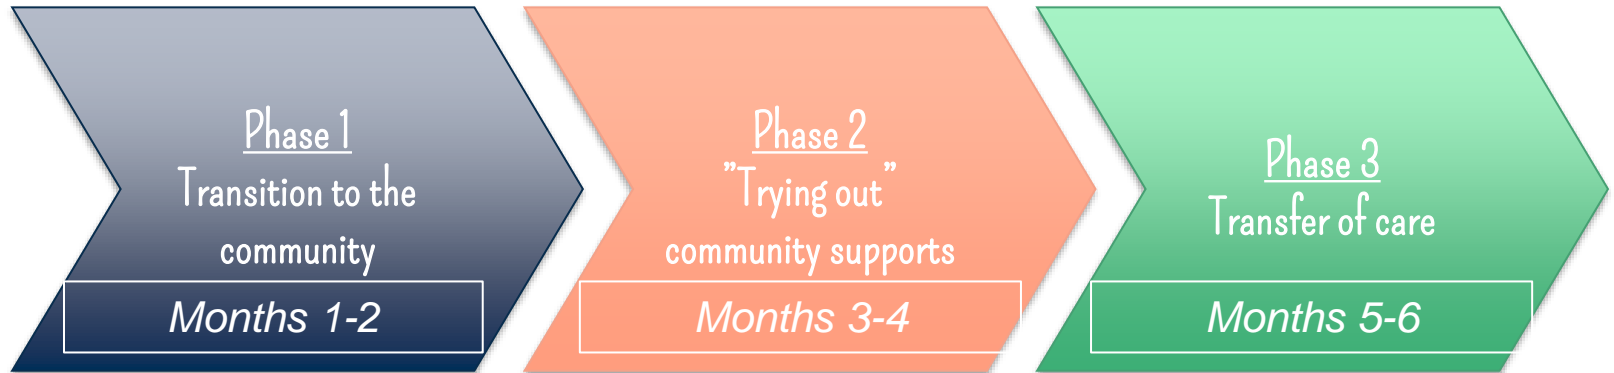 Phase 1
Transition to the
community
Months 1-2
Phase 2
”Trying out”
community supports
Months 3-4
Phase 3
Transfer of care
Months 5-6